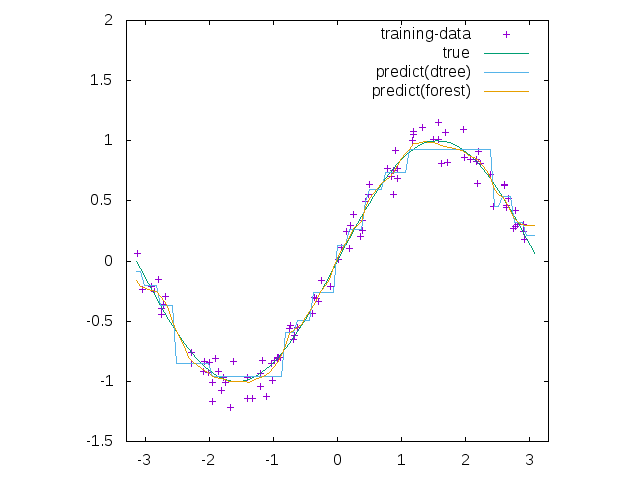 2
training-data
true
predict(dtree)
predict(forest)
1.5
1
0.5
0
-0.5
-1
-1.5
-3 -2 -1 0 1 2 3